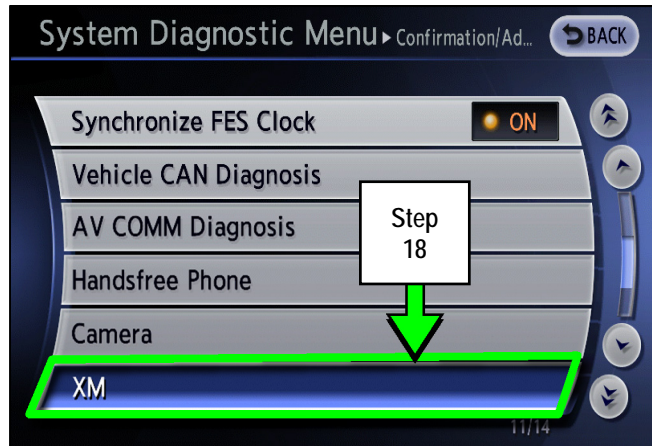 System Diagnostic Menu▶Confirmation/Ad… BACK
Synchronize FES Clock ON
Vehicle CAN Diagnosis
AV COMM Diagnosis
Step
18
Handsfree Phone
Camera
XM
11/14